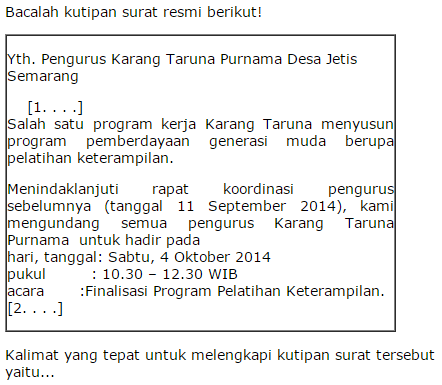 Bacalah kutipan surat resmi berikut!
Yth. Pengurus Karang Taruna Purnama Desa Jetis
Semarang
[1. . . .]
Salah satu program kerja Karang Taruna menyusun
program pemberdayaan generasi muda berupa
pelatihan keterampilan.
Menindaklanjuti rapat koordinasi pengurus
sebelumnya (tanggal 11 September 2014), kami
mengundang semua pengurus Karang Taruna
Purnama untuk hadir pada
hari, tanggal: Sabtu, 4 Oktober 2014
pukul : 10.30 – 12.30 WIB
acara :Finalisasi Program Pelatihan Keterampilan.
[2. . . .]
Kalimat yang tepat untuk melengkapi kutipan surat tersebut
yaitu...